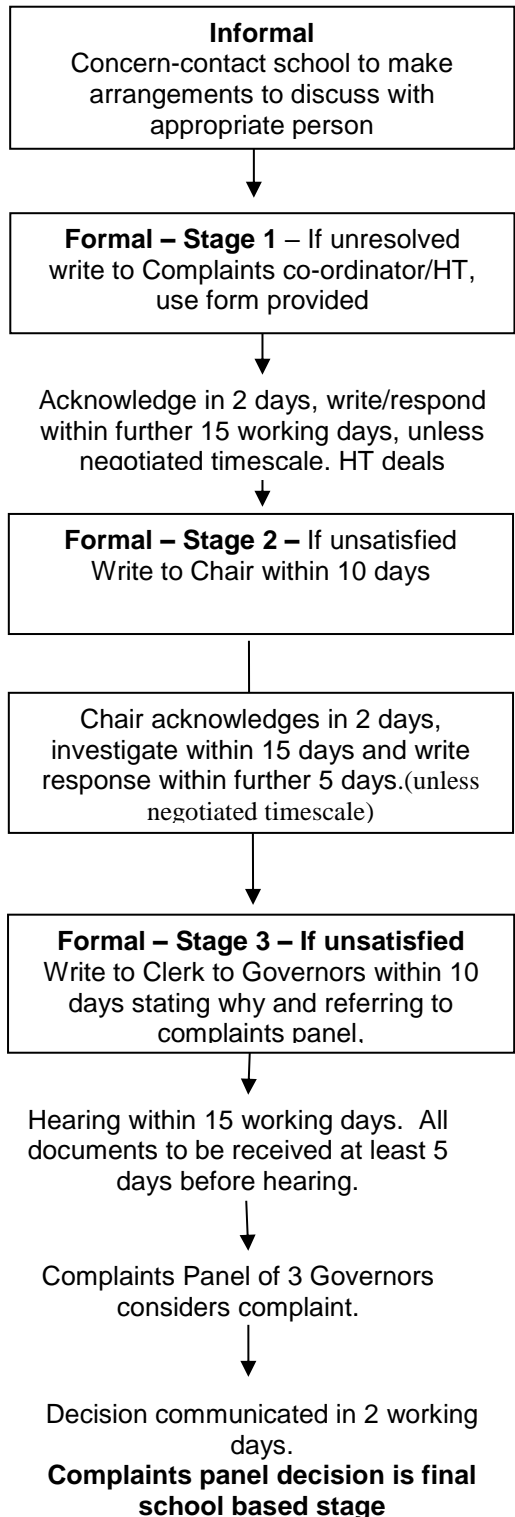 Informal
Concern-contact school to make
arrangements to discuss with
appropriate person
Formal – Stage 1 – If unresolved
write to Complaints co-ordinator/HT,
use form provided
Acknowledge in 2 days, write/respond
within further 15 working days, unless
negotiated timescale. HT deals
Formal – Stage 2 – If unsatisfied
Write to Chair within 10 days
Chair acknowledges in 2 days,
investigate within 15 days and write
response within further 5 days.(unless
negotiated timescale)
Formal – Stage 3 – If unsatisfied
Write to Clerk to Governors within 10
days stating why and referring to
complaints panel,
Hearing within 15 working days.  All
documents to be received at least 5
days before hearing.
Complaints Panel of 3 Governors
considers complaint.
Decision communicated in 2 working
days.
Complaints panel decision is final
school based stage